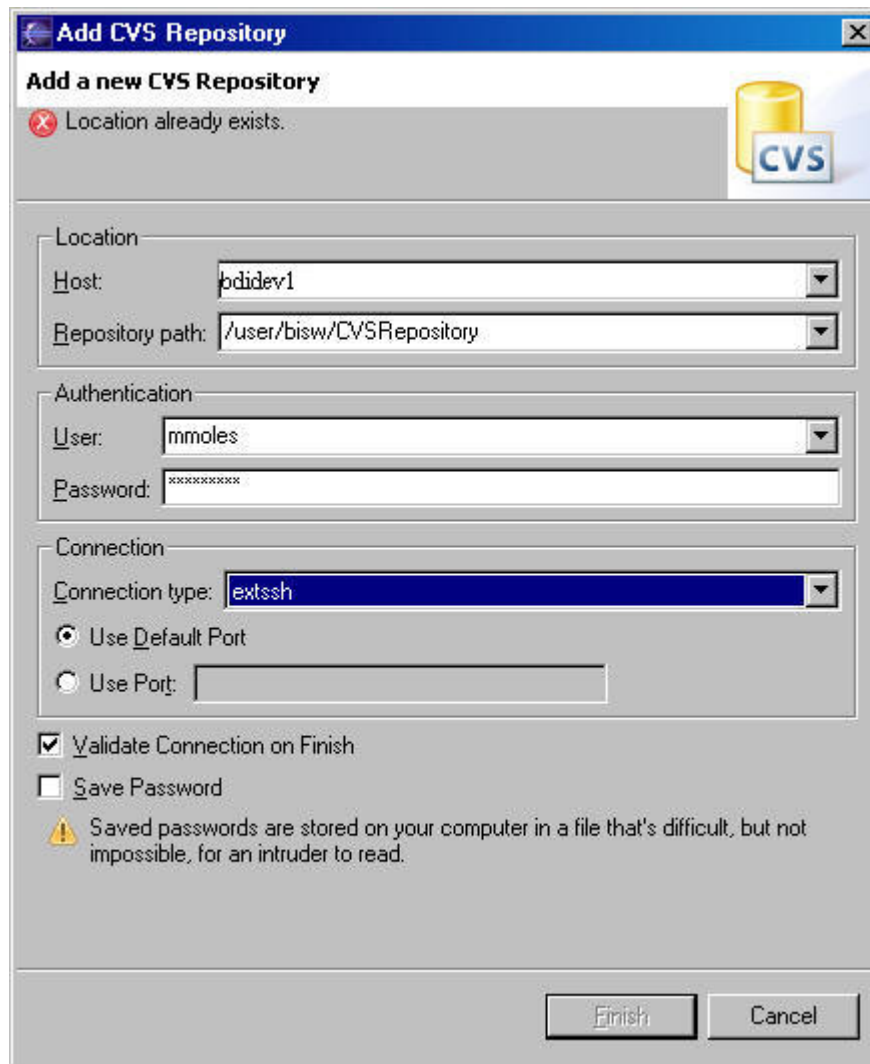 Add CVS Repository
Add a new CVS Repository
Location already exists.
CVS
Location
Host: bdidev1
Repository path: /user/bisw/CVSRepository
Authentication
User: mmoles
Password: *********
Connection
Connection type: extssh
Use Default Port
Use Port:
Validate Connection on Finish
Save Password
Saved passwords are stored on your computer in a file that's difficult, but not
impossible, for an intruder to read.
Finish Cancel